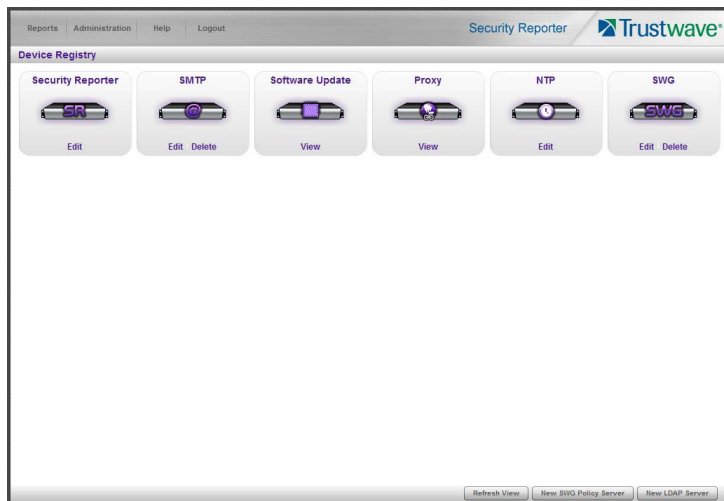 Reports Administration Help Logout
Security Reporter
Trustwave®
Device Registry
Security Reporter
SR
Edit
SMTP
@
Edit Delete
Software Update
View
Proxy
View
NTP
Edit
SWG
SWG
Edit Delete
Refresh View New SWG Policy Server New LDAP Server